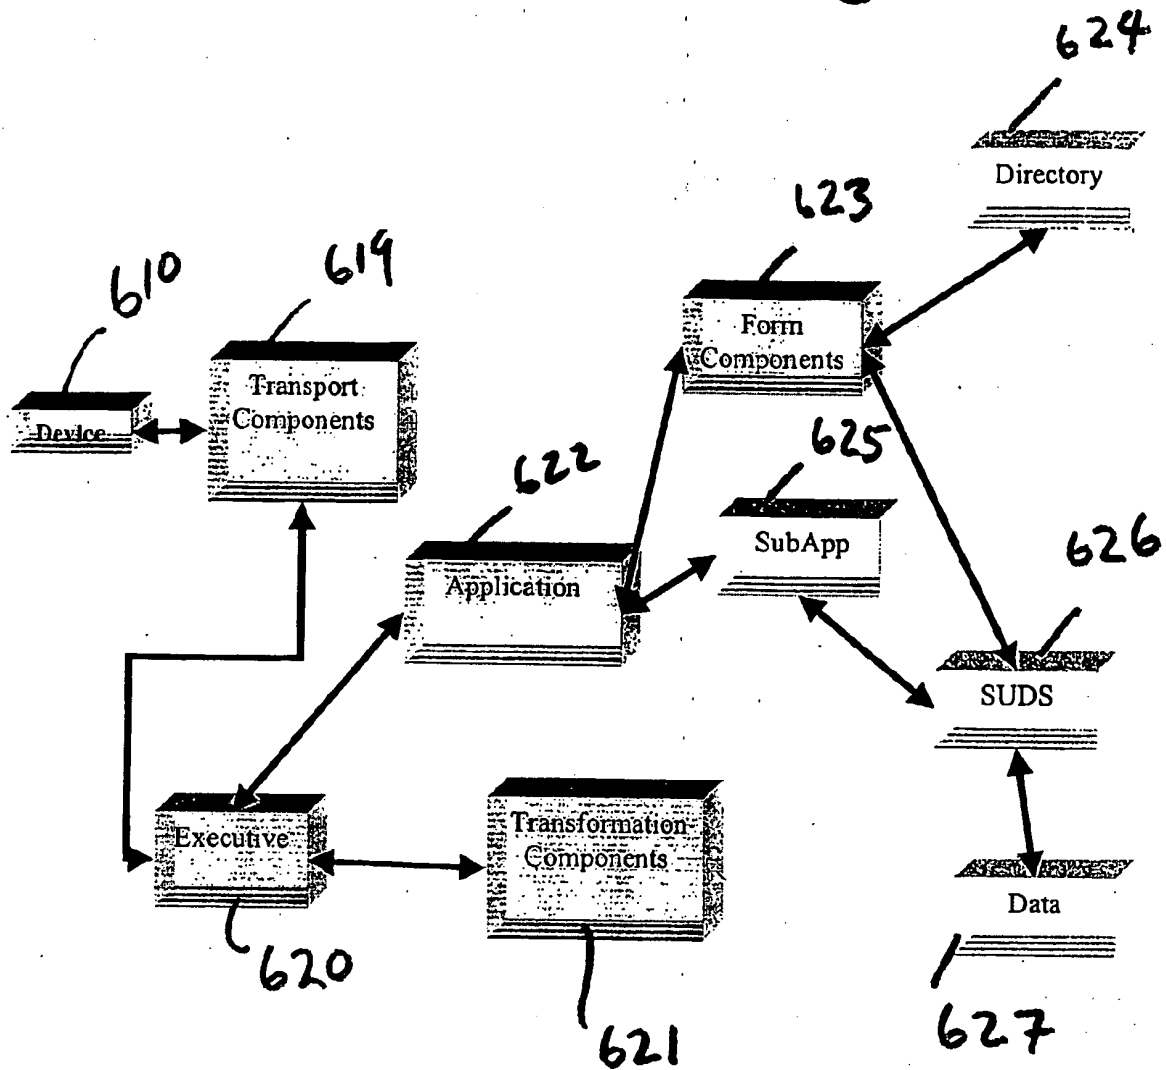 624
Directory
623
Form
Components
610
619
Device
Transport
Components
622
Application
625
SubApp
626
SUDS
Executive
620
Transformation
Components
621
Data
627